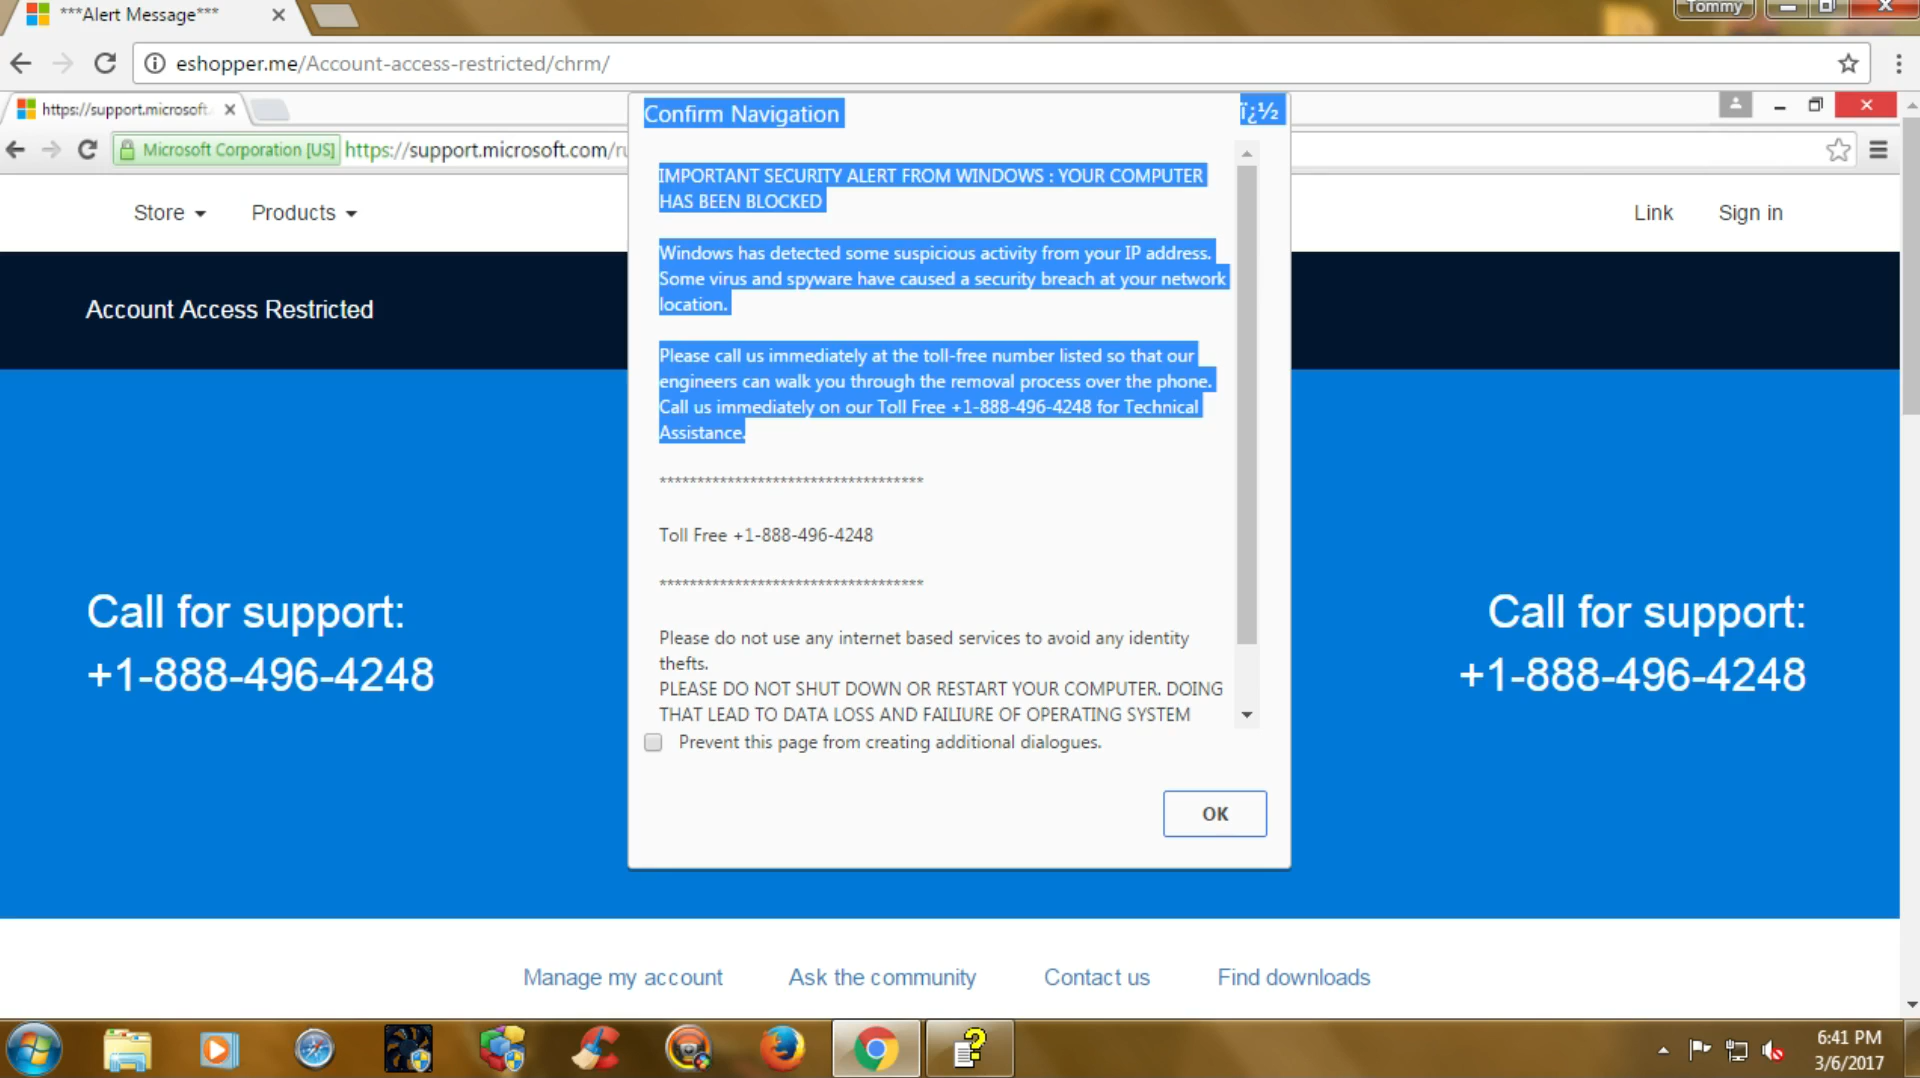 ***Alert Message***
Tommy
eshopper.me/Account-access-restricted/chrm/
https://support.microsoft.
Microsoft Corporation [US] https://support.microsoft.com/ru
Store Products
Link Sign in
Account Access Restricted
Confirm Navigation
ï¿½
IMPORTANT SECURITY ALERT FROM WINDOWS : YOUR COMPUTER
HAS BEEN BLOCKED
Windows has detected some suspicious activity from your IP address.
Some virus and spyware have caused a security breach at your network
location.
Please call us immediately at the toll-free number listed so that our
engineers can walk you through the removal process over the phone.
Call us immediately on our Toll Free +1-888-496-4248 for Technical
Assistance.
***********************************
Toll Free +1-888-496-4248
***********************************
Please do not use any internet based services to avoid any identity
thefts.
PLEASE DO NOT SHUT DOWN OR RESTART YOUR COMPUTER. DOING
THAT LEAD TO DATA LOSS AND FAILIURE OF OPERATING SYSTEM
Prevent this page from creating additional dialogues.
OK
Call for support:
+1-888-496-4248
Call for support:
+1-888-496-4248
Manage my account Ask the community Contact us Find downloads
6:41 PM
3/6/2017